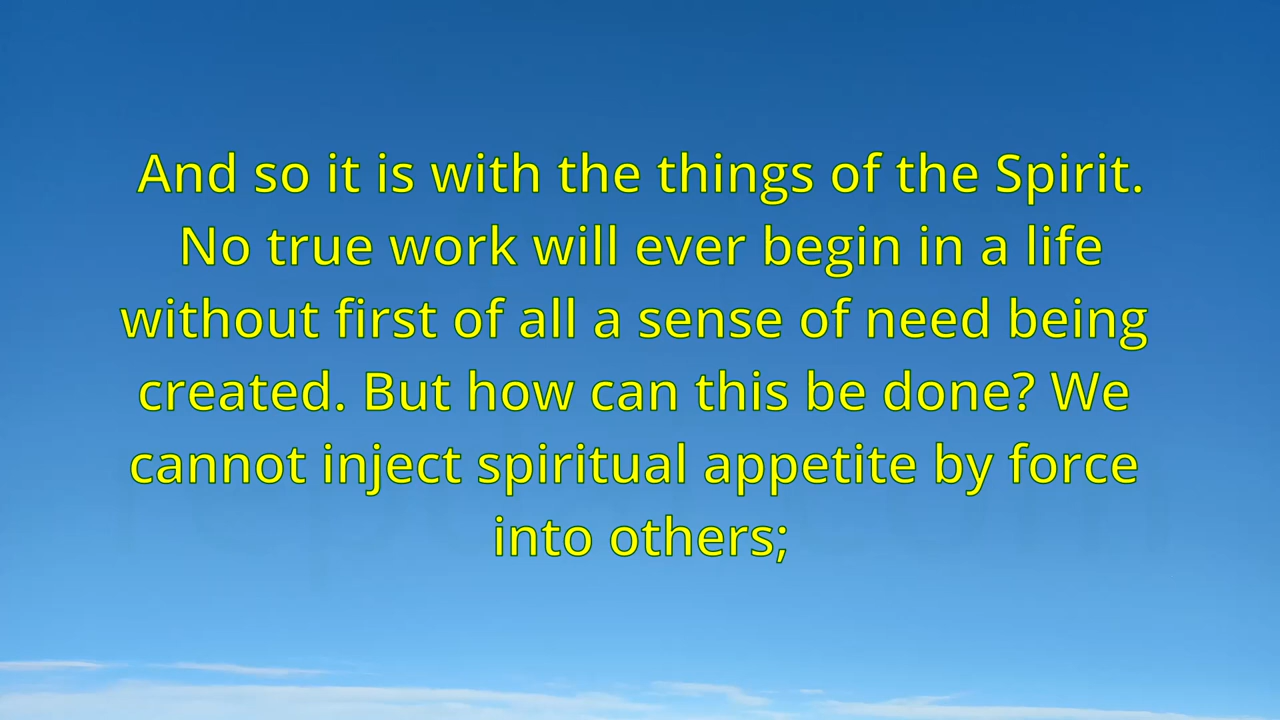 And so it is with the things of the Spirit.
No true work will ever begin in a life
without first of all a sense of need being
created. But how can this be done? We
cannot inject spiritual appetite by force
into others;